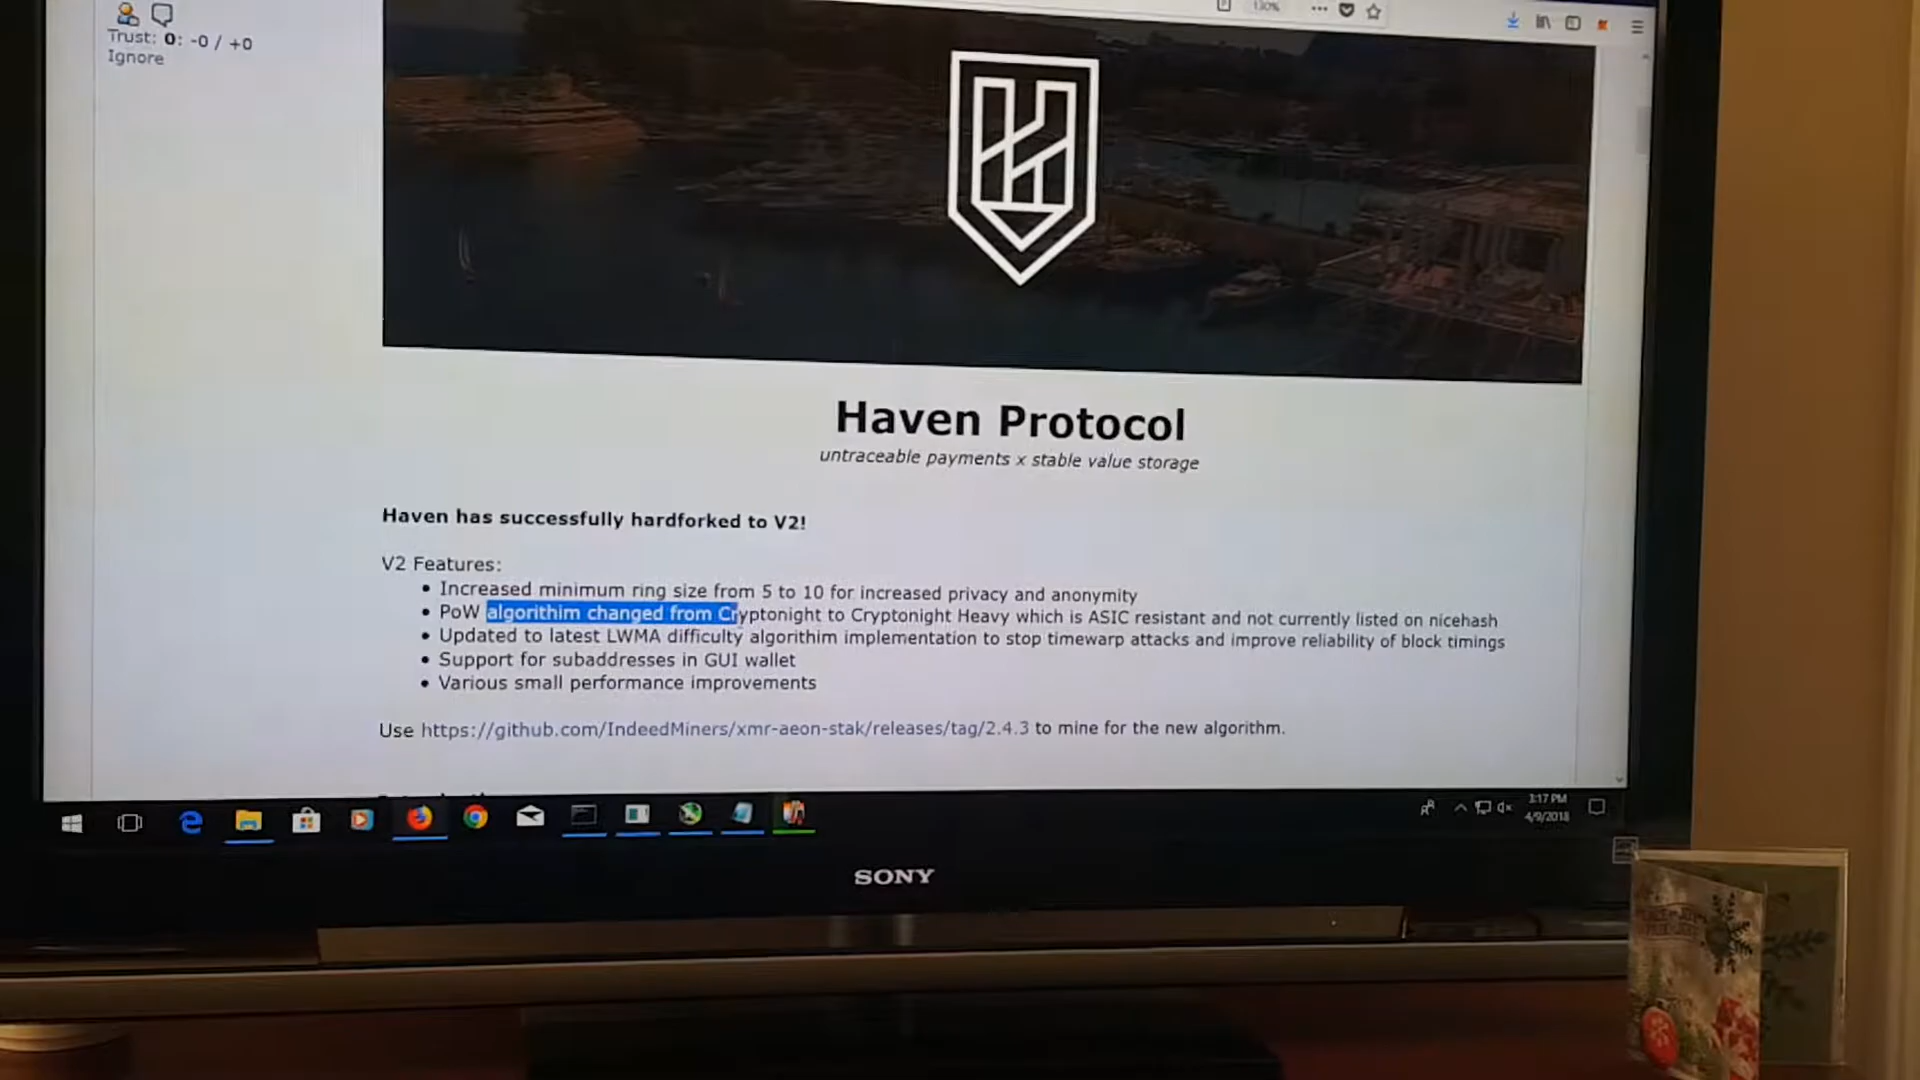 130%
Trust: 0: -0 / +0
Ignore
Haven Protocol
untraceable payments x stable value storage
Haven has successfully hardforked to V2!
V2 Features:
• Increased minimum ring size from 5 to 10 for increased privacy and anonymity
• PoW algorithim changed from Cryptonight to Cryptonight Heavy which is ASIC resistant and not currently listed on nicehash
• Updated to latest LWMA difficulty algorithim implementation to stop timewarp attacks and improve reliability of block timings
• Support for subaddresses in GUI wallet
• Various small performance improvements
Use https://github.com/IndeedMiners/xmr-aeon-stak/releases/tag/2.4.3 to mine for the new algorithm.
3:17 PM
4/9/2018
SONY